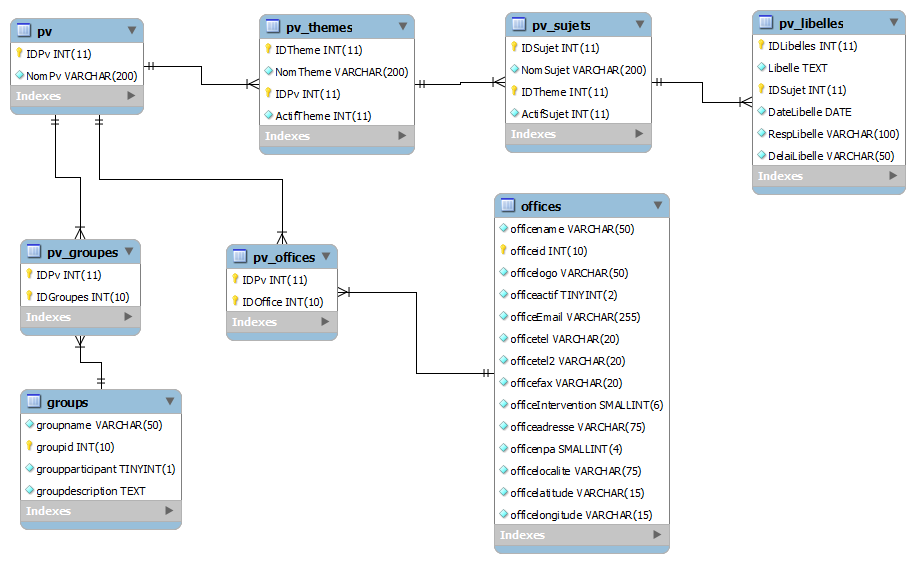 pv
IDPv INT(11)
NomPv VARCHAR(200)
Indexes
pv_themes
IDTheme INT(11)
NomTheme VARCHAR(200)
IDPv INT(11)
ActifTheme INT(11)
Indexes
pv_sujets
IDSujet INT(11)
NomSujet VARCHAR(200)
IDTheme INT(11)
ActifSujet INT(11)
Indexes
pv_libelles
IDLibelles INT(11)
Libelle TEXT
IDSujet INT(11)
DateLibelle DATE
RespLibelle VARCHAR(100)
DelaiLibelle VARCHAR(50)
Indexes
pv_groupes
IDPv INT(11)
IDGroupes INT(10)
Indexes
pv_offices
IDPv INT(11)
IDOffice INT(10)
Indexes
offices
officename VARCHAR(50)
officeid INT(10)
officelogo VARCHAR(50)
officeactif TINYINT(2)
officeEmail VARCHAR(255)
officetel VARCHAR(20)
officetel2 VARCHAR(20)
officefax VARCHAR(20)
officeIntervention SMALLINT(6)
officeadresse VARCHAR(75)
officenpa SMALLINT(4)
officelocalite VARCHAR(75)
officelatitude VARCHAR(15)
officelongitude VARCHAR(15)
Indexes
groups
groupname VARCHAR(50)
groupid INT(10)
groupparticipant TINYINT(1)
groupdescription TEXT
Indexes